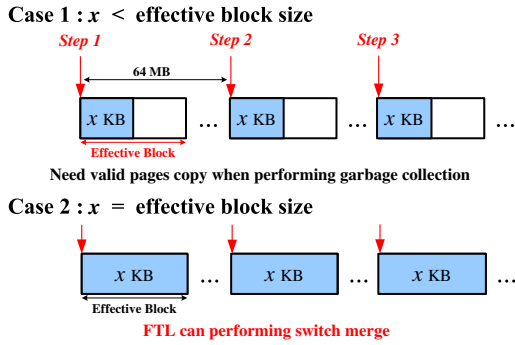 Case 1 : x < effective block size
Step 1 Step 2 Step 3
64 MB
x KB ... x KB ... x KB ...
Effective Block
Need valid pages copy when performing garbage collection
Case 2 : x = effective block size
x KB ... x KB ... x KB ...
Effective Block
FTL can performing switch merge